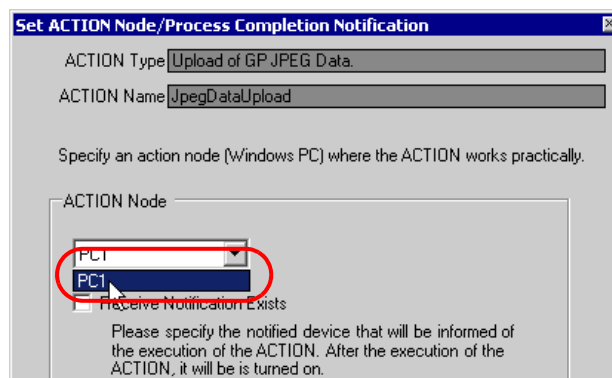 Set ACTION Node/Process Completion Notification
ACTION Type Upload of GP JPEG Data.
ACTION Name JpegDataUpload
Specify an action node (Windows PC) where the ACTION works practically.
ACTION Node
PC1
PC1
Receive Notification Exists
Please specify the notified device that will be informed of
the execution of the ACTION. After the execution of the
ACTION, it will be is turned on.